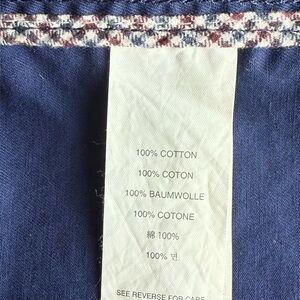 100% COTTON
100% COTON
100% BAUMWOLLE
100% COTONE
綿 100%
100% 면
SEE REVERSE FOR CARE